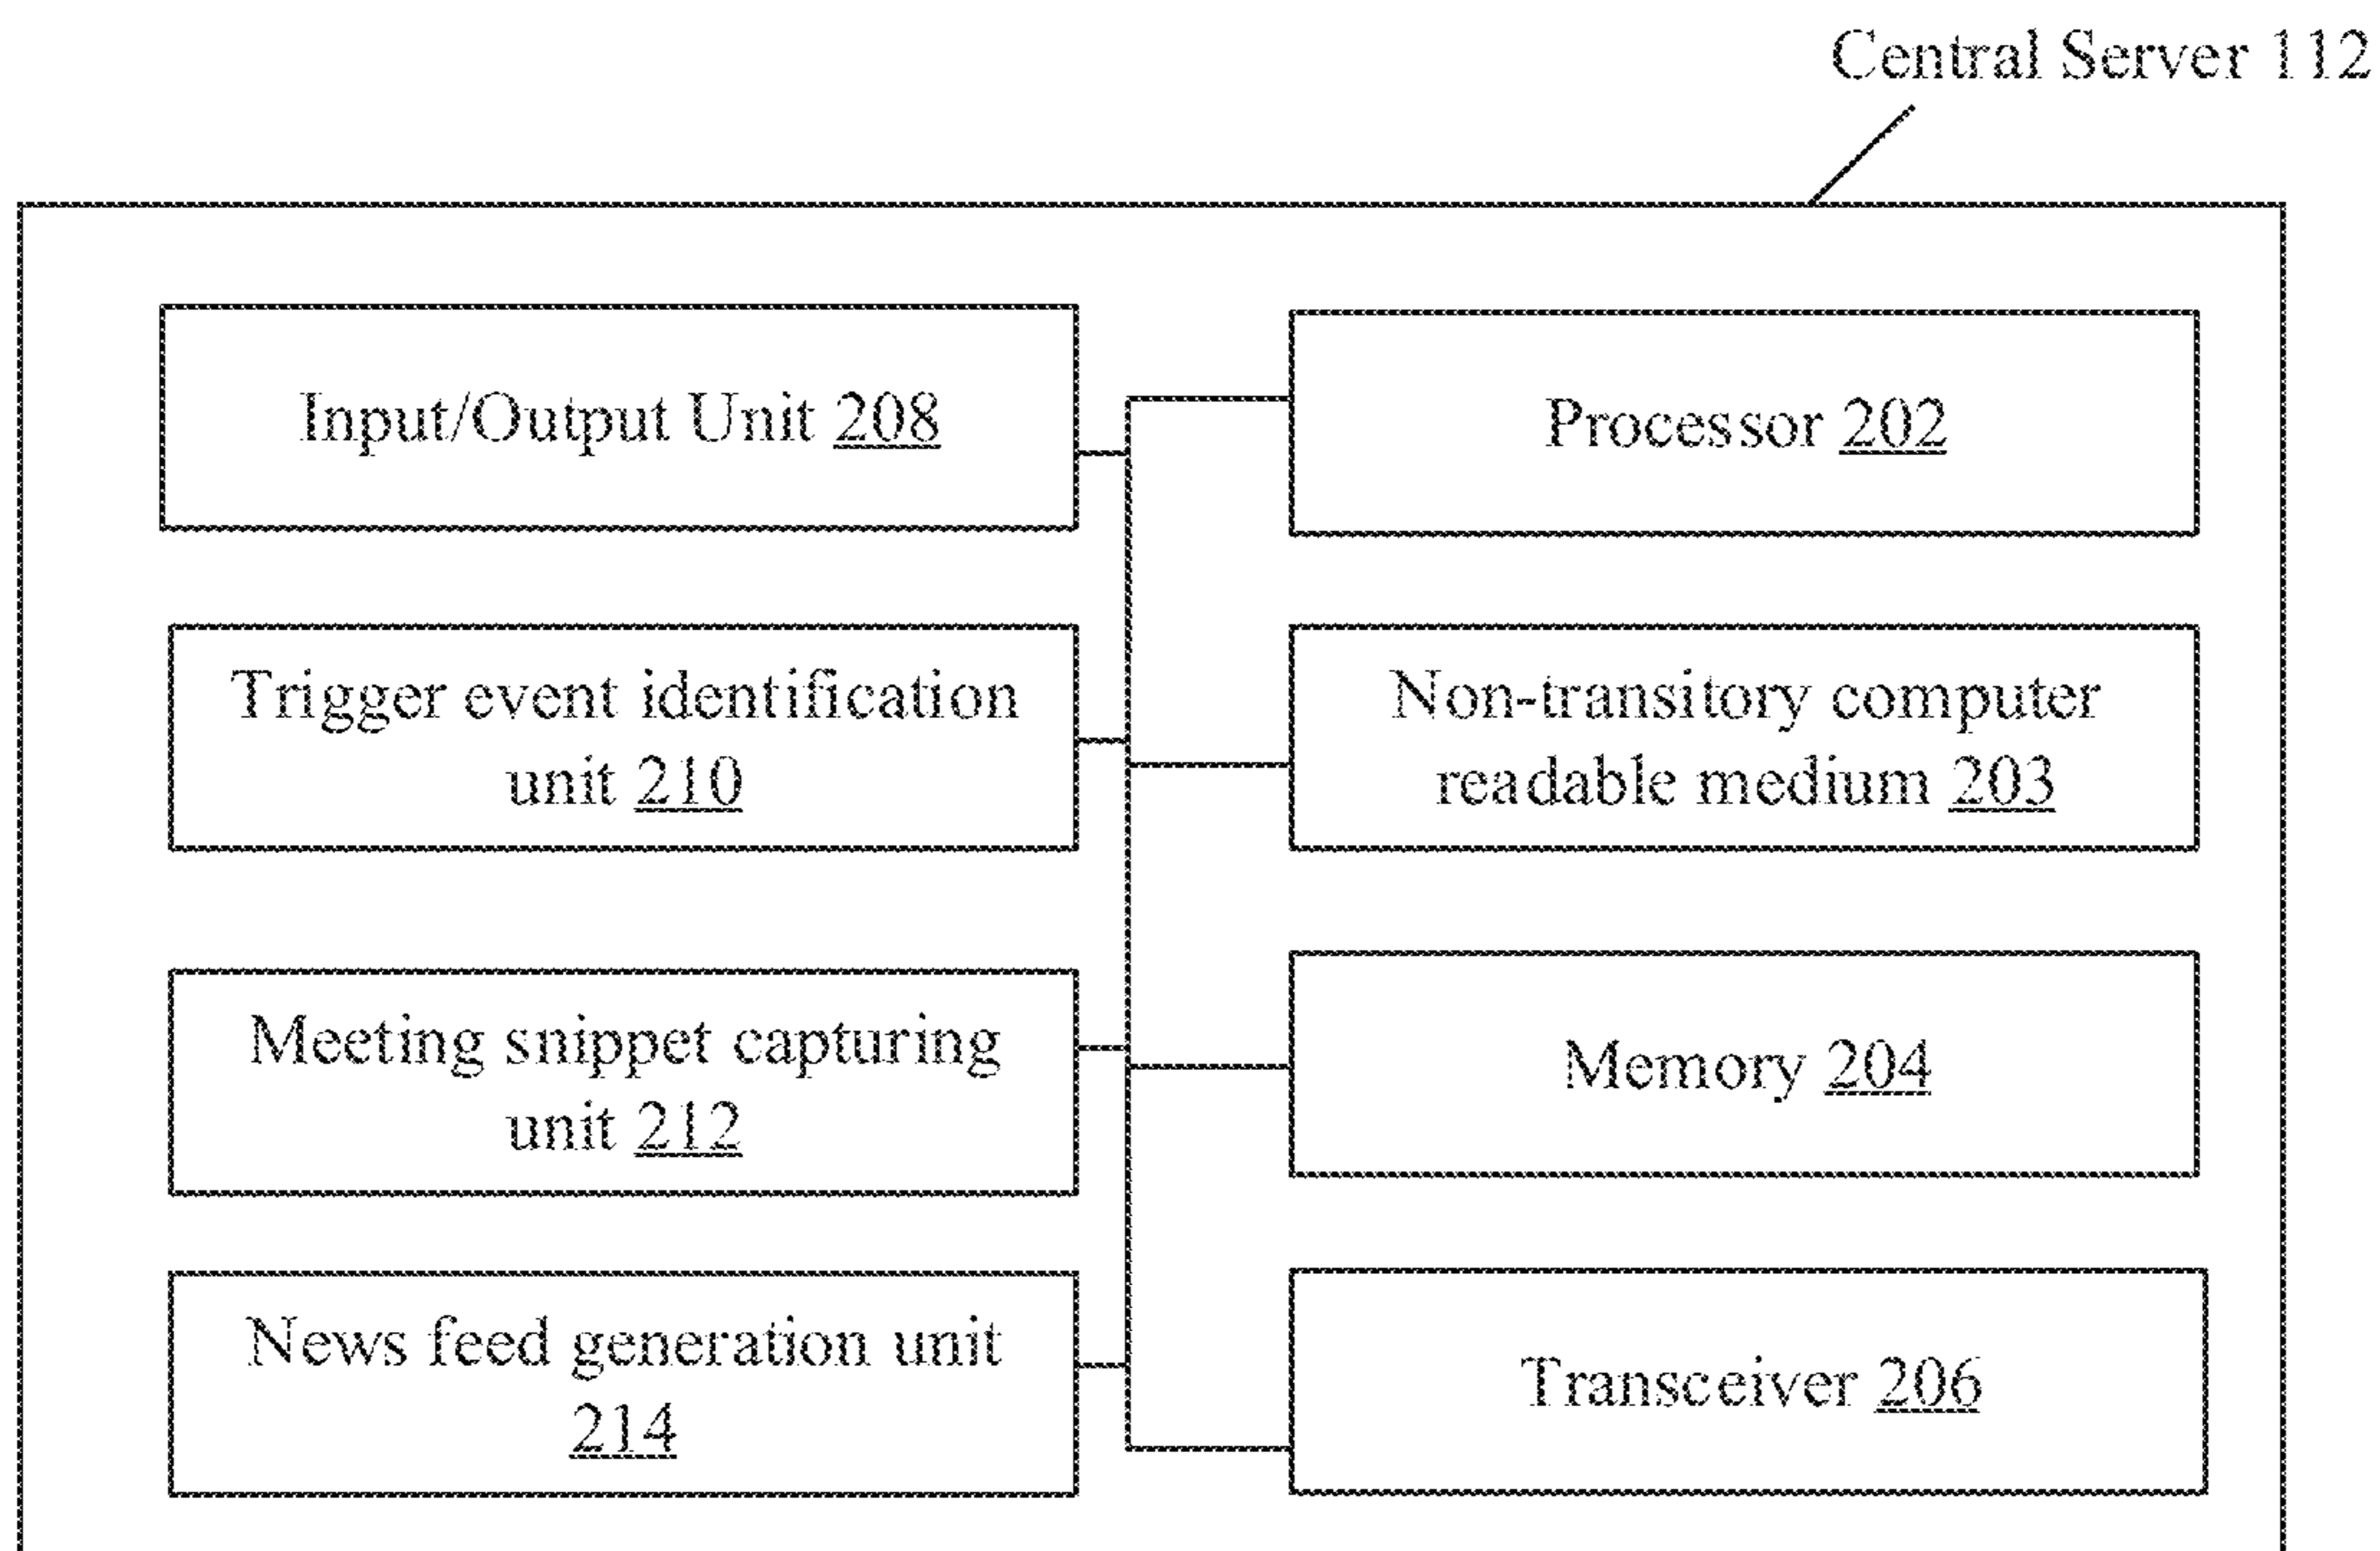 Central Server 112
Input/Output Unit 208
Processor 202
Trigger event identification
unit 210
Non-transitory computer
readable medium 203
Meeting snippet capturing
unit 212
Memory 204
News feed generation unit
214
Transceiver 206